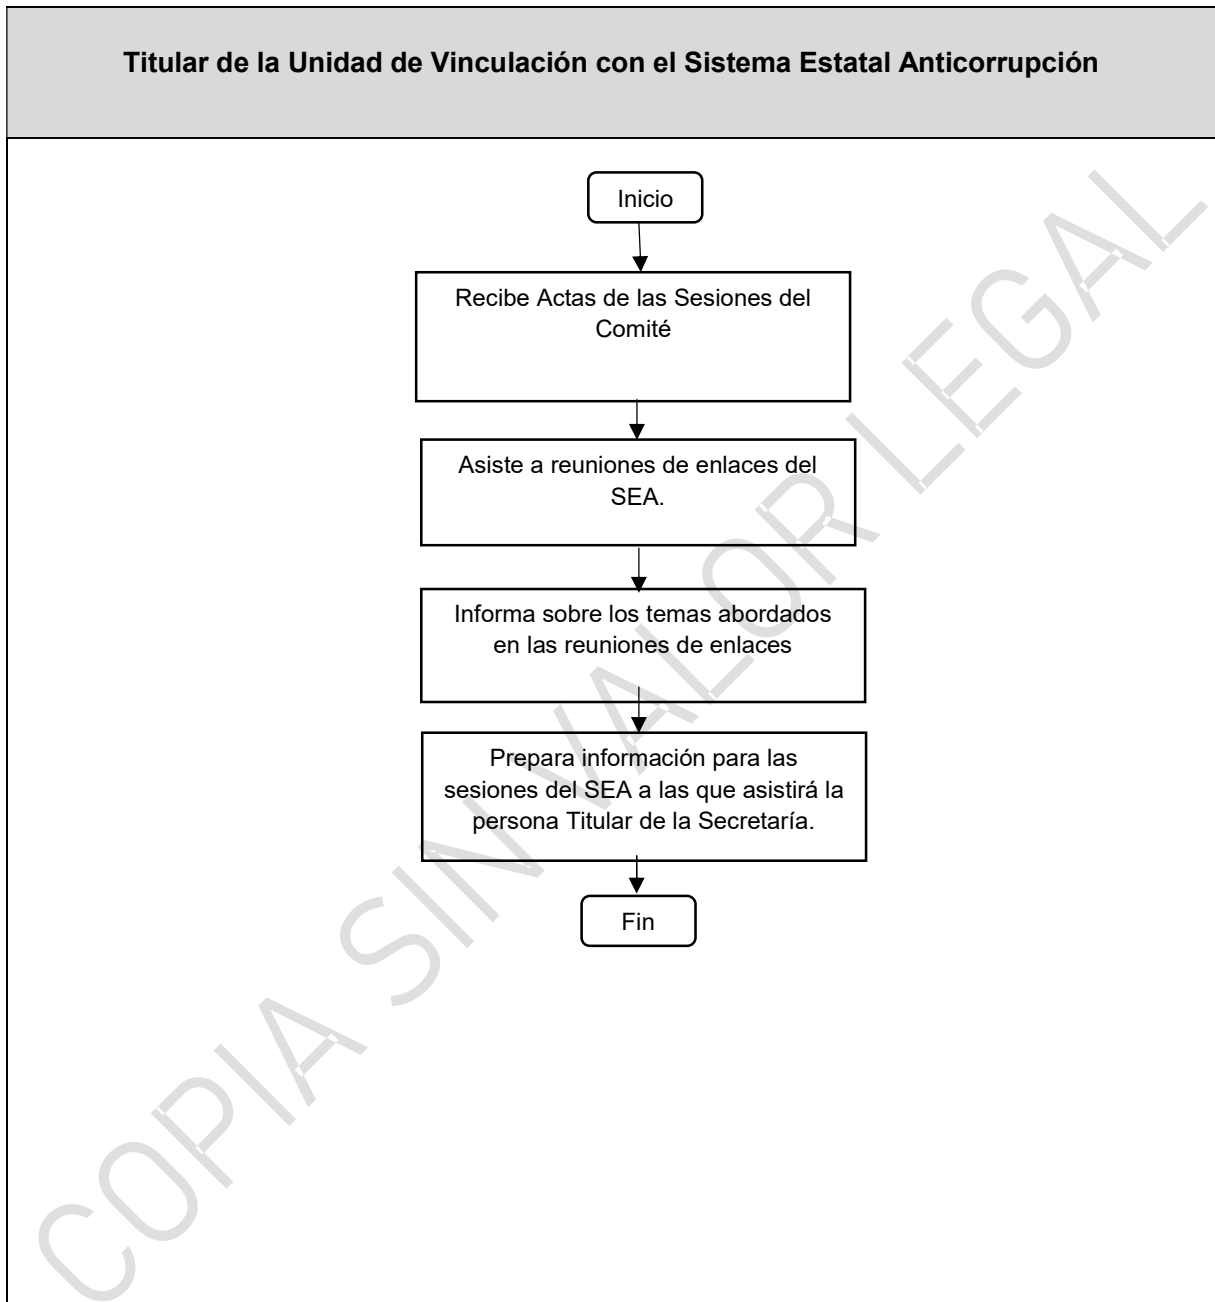 Titular de la Unidad de Vinculación con el Sistema Estatal Anticorrupción
Inicio
Recibe Actas de las Sesiones del
Comité
Asiste a reuniones de enlaces del
SEA.
Informa sobre los temas abordados
en las reuniones de enlaces
Prepara información para las
sesiones del SEA a las que asistirá la
persona Titular de la Secretaría.
Fin
COPIA SIN VALOR LEGAL